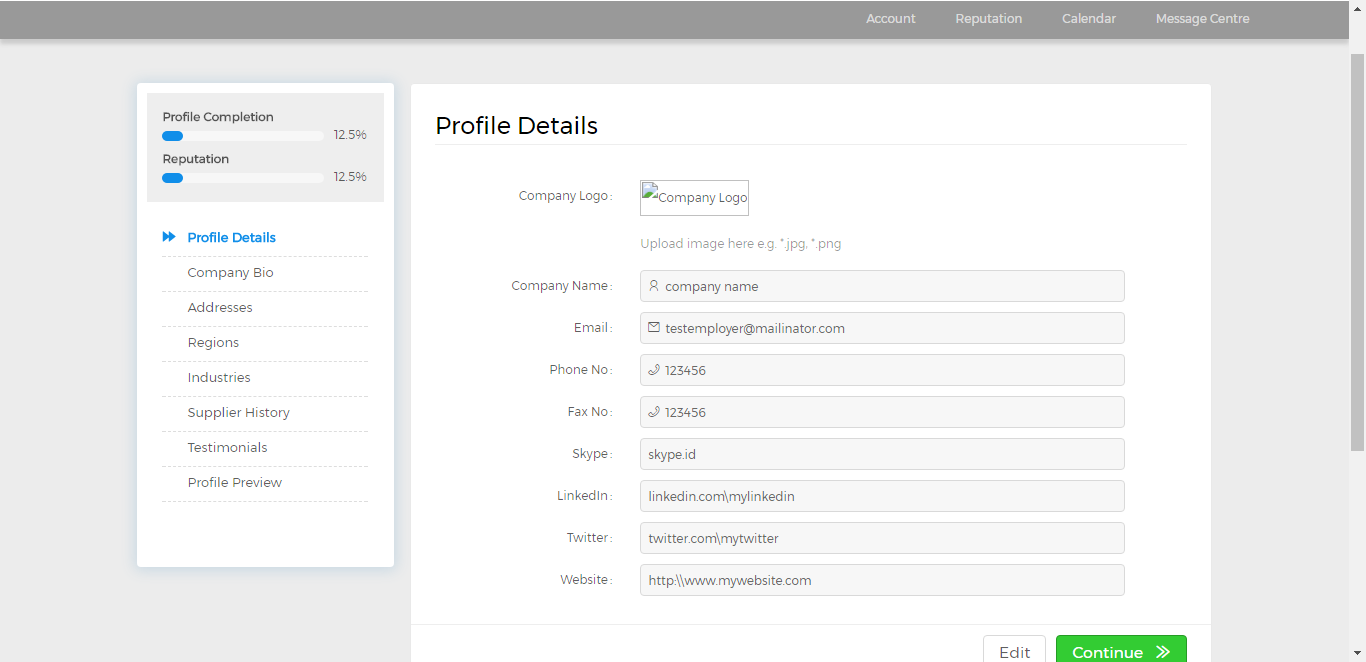 Account Reputation Calendar Message Centre
Profile Completion
12.5%
Reputation
12.5%
Profile Details
Company Bio
Addresses
Regions
Industries
Supplier History
Testimonials
Profile Preview
Profile Details
Company Logo: Company Logo
Upload image here e.g. *.jpg, *.png
Company Name: company name
Email: testemployer@mailinator.com
Phone No: 123456
Fax No: 123456
Skype: skype.id
LinkedIn: linkedin.com\mylinkedin
Twitter: twitter.com\mytwitter
Website: http:\\www.mywebsite.com
Edit Continue